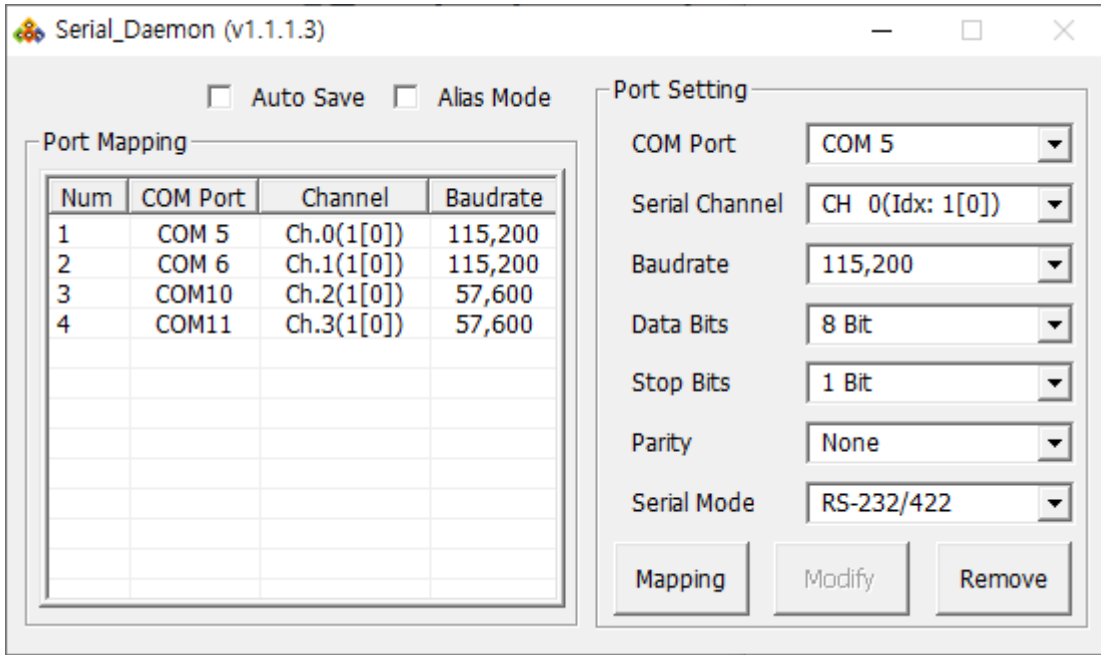 Serial_Daemon (v1.1.1.3)
Auto Save Alias Mode
Port Mapping
Num COM Port Channel Baudrate
1 COM 5 Ch.0(1[0]) 115,200
2 COM 6 Ch.1(1[0]) 115,200
3 COM10 Ch.2(1[0]) 57,600
4 COM11 Ch.3(1[0]) 57,600
Port Setting
COM Port COM 5
Serial Channel CH 0(Idx: 1[0])
Baudrate 115,200
Data Bits 8 Bit
Stop Bits 1 Bit
Parity None
Serial Mode RS-232/422
Mapping Modify Remove